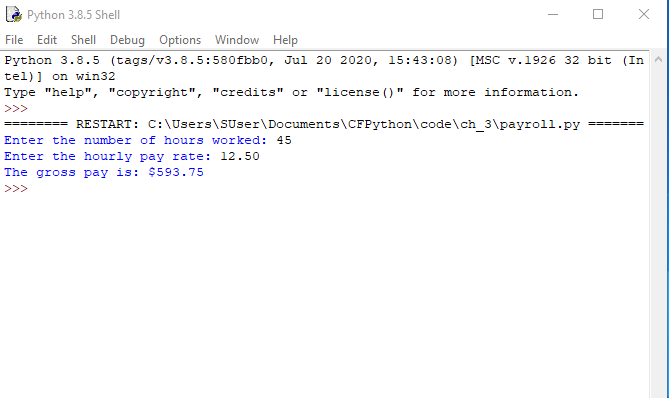 Python 3.8.5 Shell
File Edit Shell Debug Options Window Help
Python 3.8.5 (tags/v3.8.5:580fbb0, Jul 20 2020, 15:43:08) [MSC v.1926 32 bit (In
tel)] on win32
Type "help", "copyright", "credits" or "license()" for more information.
>>>
======== RESTART: C:\Users\SUser\Documents\CFPython\code\ch_3\payroll.py =======
Enter the number of hours worked: 45
Enter the hourly pay rate: 12.50
The gross pay is: $593.75
>>>